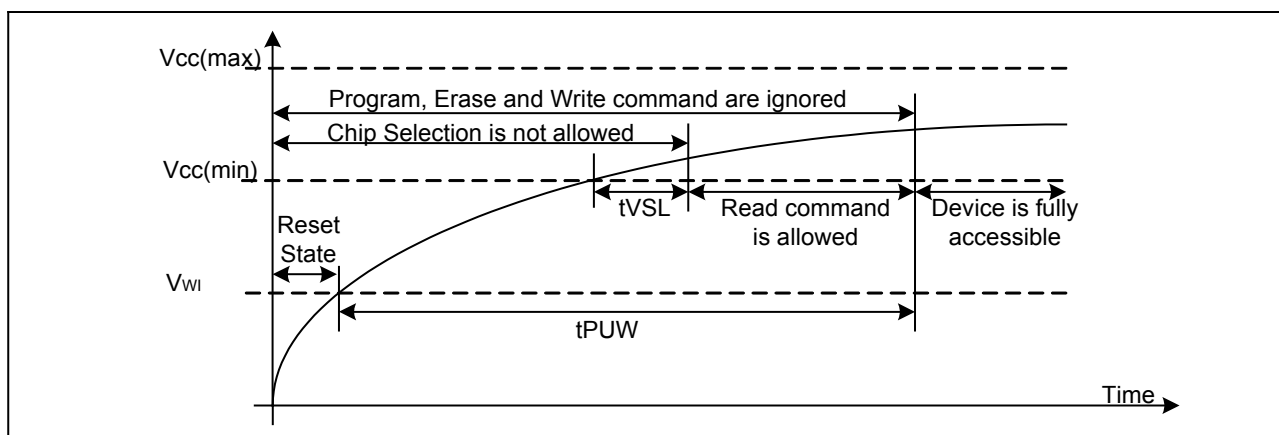 Vcc(max)
Program, Erase and Write command are ignored
Chip Selection is not allowed
Vcc(min)
tVSL
Read command
is allowed
Device is fully
accessible
Reset
State
VWI
tPUW
Time